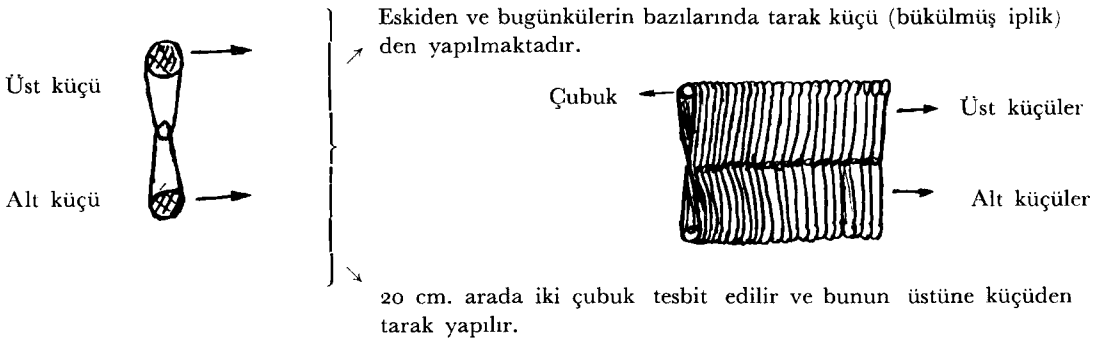 Eskiden ve bugünkülerin bazılarında tarak küçü (bükülmüş iplik)
den yapılmaktadır.
Üst küçü
Çubuk
Üst küçüler
Alt küçü
Alt küçüler
20 cm. arada iki çubuk tesbit edilir ve bunun üstüne küçüden
tarak yapılır.